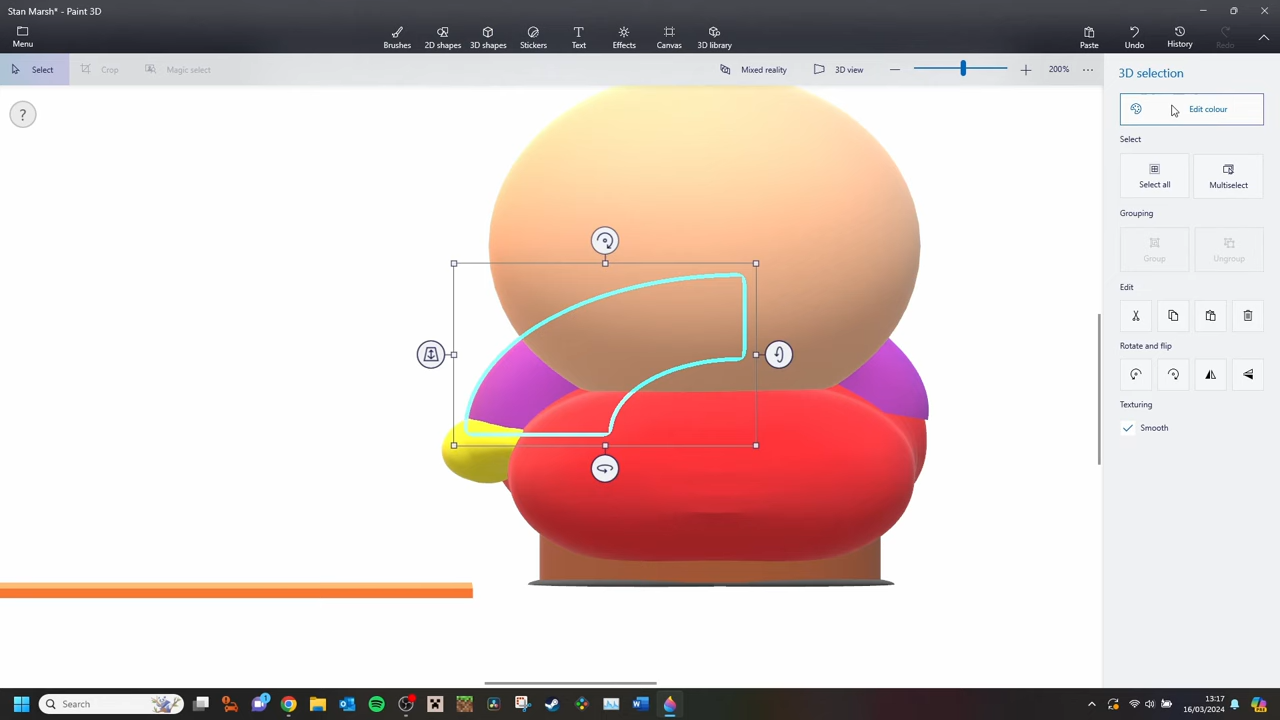 Stan Marsh* - Paint 3D
Menu
Brushes
2D shapes
3D shapes
Stickers
Text
Effects
Canvas
3D library
Paste
Undo
History
Redo
Select
Crop
Magic select
Mixed reality
3D view
200%
3D selection
?
Edit colour
Select
Select all
Multiselect
Grouping
Group
Ungroup
Edit
Rotate and flip
Texturing
Smooth
Search
1
13:17
16/03/2024